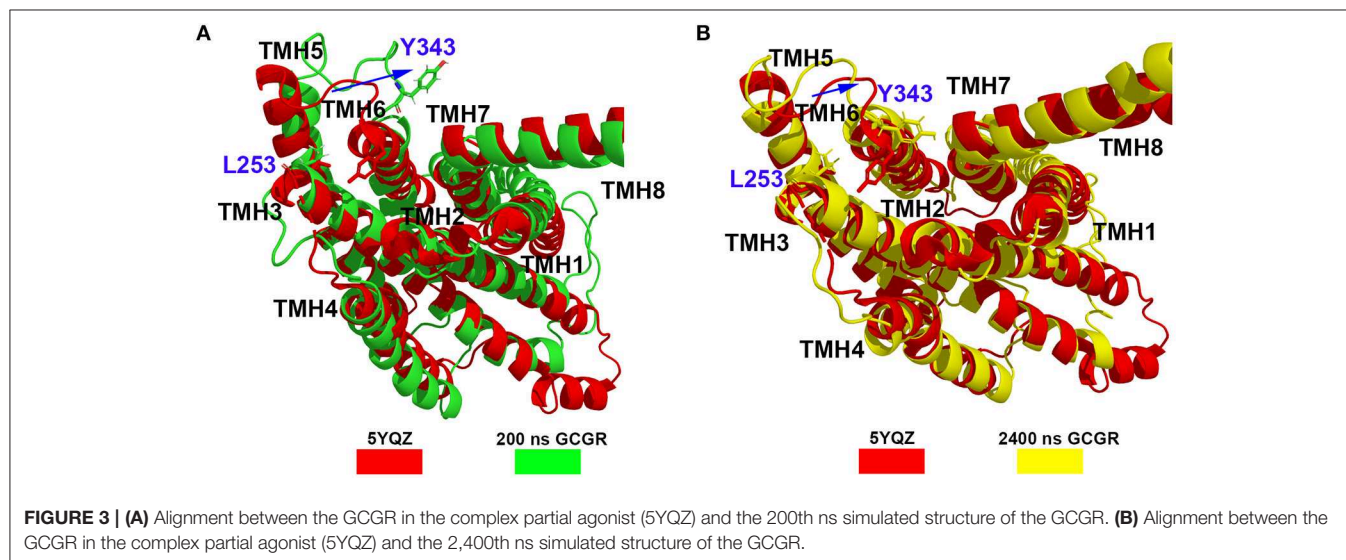 A
TMH5
Y343
TMH6
TMH7
L253
TMH8
TMH3
TMH2
TMH1
TMH4
5YQZ
200 ns GCGR
B
TMH5
TMH7
Y343
TMH6
TMH8
L253
TMH2
TMH3
TMH1
TMH4
5YQZ
2400 ns GCGR
FIGURE 3 | (A) Alignment between the GCGR in the complex partial agonist (5YQZ) and the 200th ns simulated structure of the GCGR. (B) Alignment between the
GCGR in the complex partial agonist (5YQZ) and the 2,400th ns simulated structure of the GCGR.